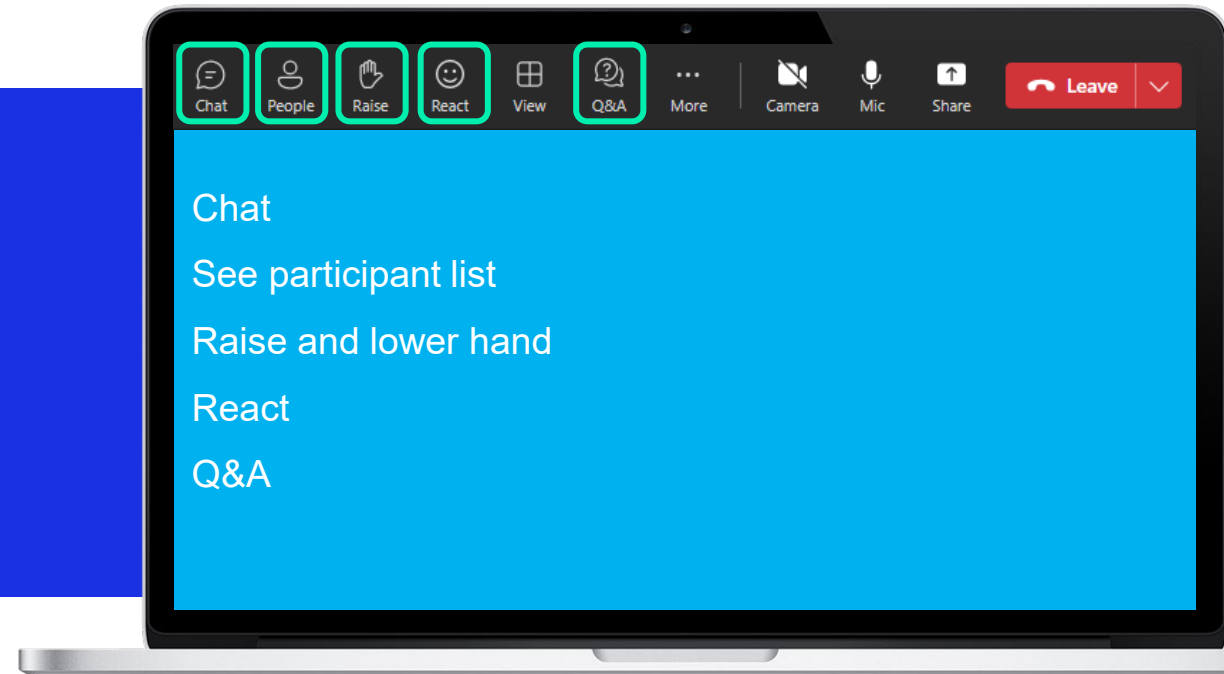 Chat People Raise React View Q&A More Camera Mic Share Leave
Chat
See participant list
Raise and lower hand
React
Q&A